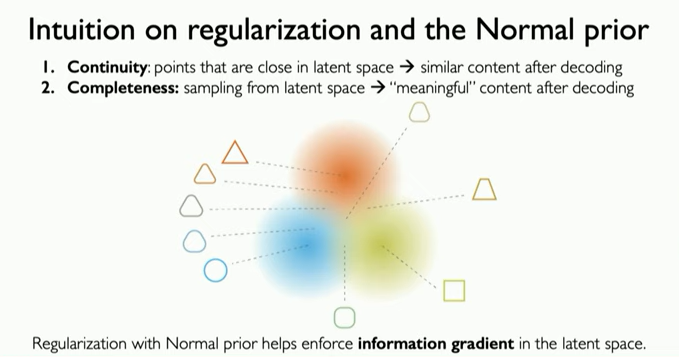 Intuition on regularization and the Normal prior
1. Continuity: points that are close in latent space → similar content after decoding
2. Completeness: sampling from latent space → "meaningful" content after decoding
Regularization with Normal prior helps enforce information gradient in the latent space.